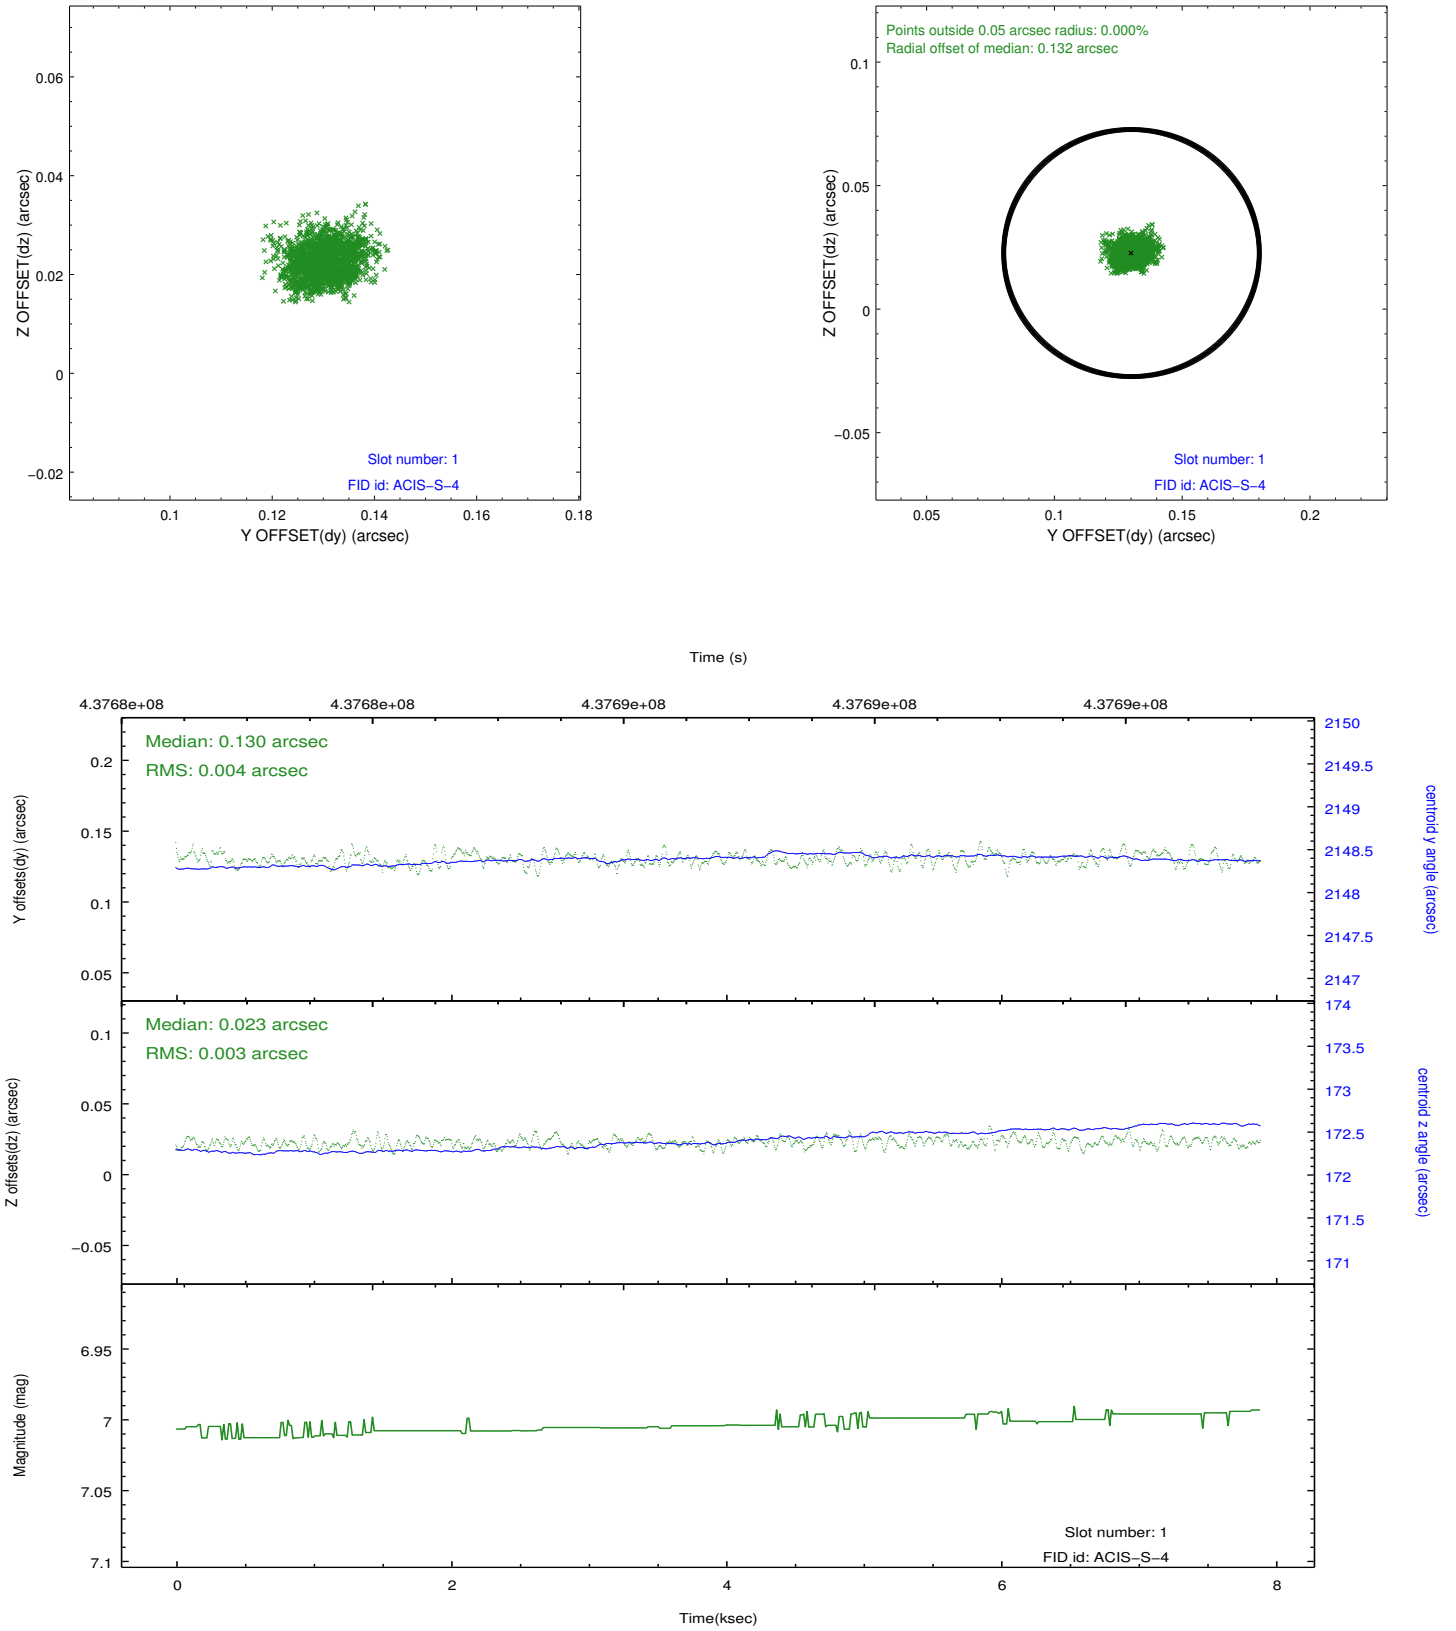 0.06
0.04
0.02
0
−0.02
Z OFFSET(dz) (arcsec)
Slot number: 1
FID id: ACIS−S−4
0.1 0.12 0.14 0.16 0.18
Y OFFSET(dy) (arcsec)
Points outside 0.05 arcsec radius: 0.000%
Radial offset of median: 0.132 arcsec
0.1
0.05
0
−0.05
Z OFFSET(dz) (arcsec)
Slot number: 1
FID id: ACIS−S−4
0.05 0.1 0.15 0.2
Y OFFSET(dy) (arcsec)
Time (s)
4.3768e+08 4.3768e+08 4.3769e+08 4.3769e+08 4.3769e+08
Median: 0.130 arcsec
RMS: 0.004 arcsec
0.2
0.15
0.1
0.05
Y offsets(dy) (arcsec)
2150
2149.5
2149
2148.5
2148
2147.5
2147
centroid y angle (arcsec)
Median: 0.023 arcsec
RMS: 0.003 arcsec
0.1
0.05
0
−0.05
Z offsets(dz) (arcsec)
174
173.5
173
172.5
172
171.5
171
centroid z angle (arcsec)
6.95
7
7.05
7.1
Magnitude (mag)
Slot number: 1
FID id: ACIS−S−4
0 2 4 6 8
Time(ksec)